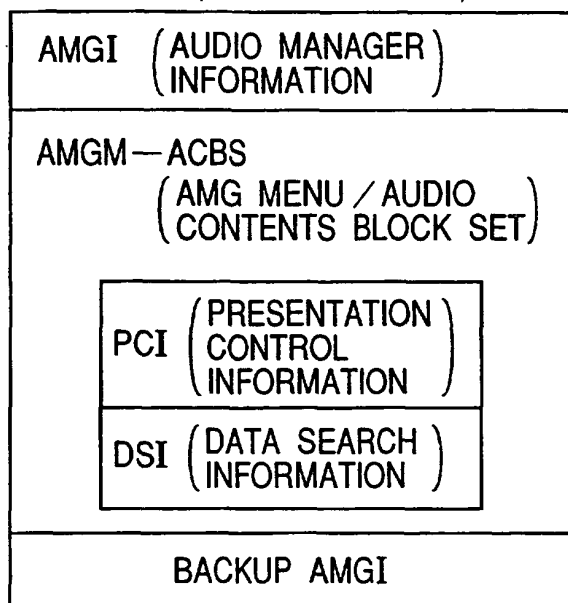 AMGI (AUDIO MANAGER
INFORMATION)
AMGM—ACBS
(AMG MENU / AUDIO
CONTENTS BLOCK SET)
PCI (PRESENTATION
CONTROL
INFORMATION)
DSI (DATA SEARCH
INFORMATION)
BACKUP AMGI